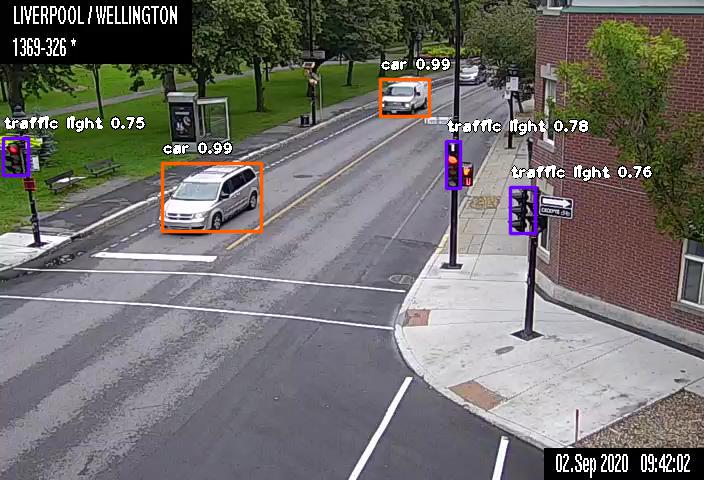 LIVERPOOL / WELLINGTON
1369-326 *
car 0.99
traffic light 0.75
traffic light 0.78
car 0.99
traffic light 0.76
02.Sep 2020 09:42:02